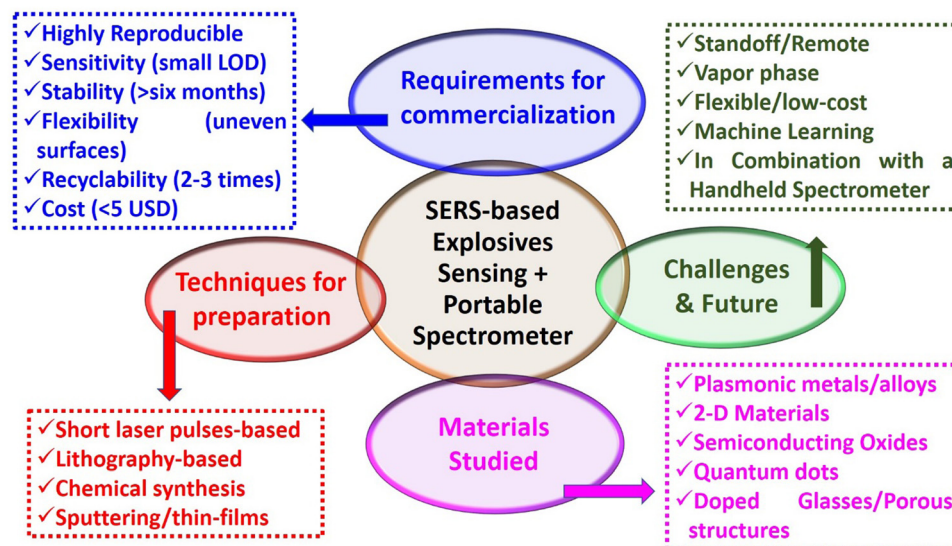 ✓Highly Reproducible
✓Sensitivity (small LOD)
✓Stability (>six months)
✓Flexibility (uneven
surfaces)
✓Recyclability (2-3 times)
✓Cost (<5 USD)
Requirements for
commercialization
✓Standoff/Remote
✓Vapor phase
✓Flexible/low-cost
✓Machine Learning
✓In Combination with a
Handheld Spectrometer
SERS-based
Explosives
Sensing +
Portable
Spectrometer
Techniques for
preparation
Challenges
& Future
Materials
Studied
✓Short laser pulses-based
✓Lithography-based
✓Chemical synthesis
✓Sputtering/thin-films
✓Plasmonic metals/alloys
✓2-D Materials
✓Semiconducting Oxides
✓Quantum dots
✓Doped Glasses/Porous
structures